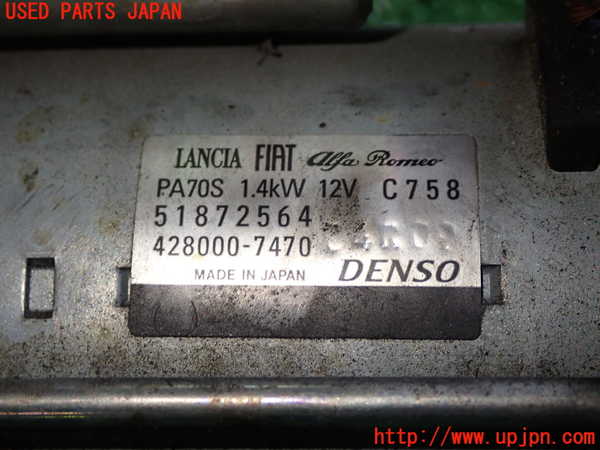 USED PARTS JAPAN
LANCIA FIAT Alfa Romeo
PA70S 1.4kW 12V C758
51872564
428000-7470
MADE IN JAPAN DENSO
http://www.upjpn.com/